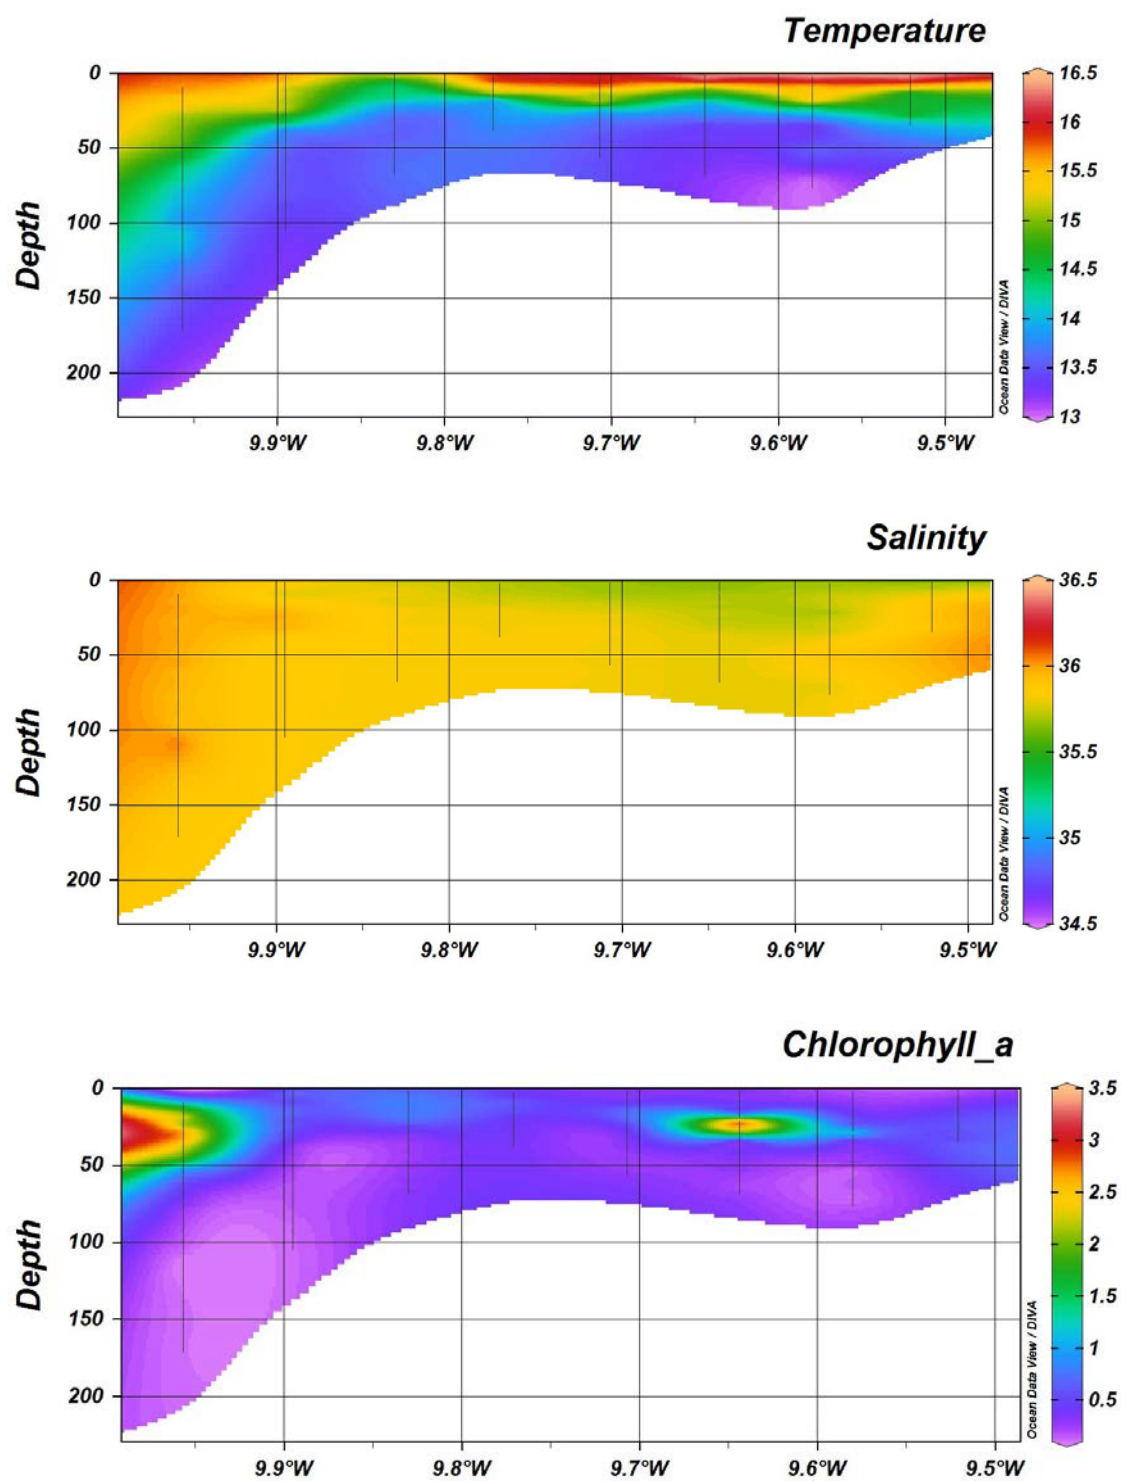 Temperature
0
50
100
150
200
Depth
9.9°W
9.8°W
9.7°W
9.6°W
9.5°W
Ocean Data View / DIVA
16.5
16
15.5
15
14.5
14
13.5
13
Salinity
0
50
100
150
200
Depth
9.9°W
9.8°W
9.7°W
9.6°W
9.5°W
Ocean Data View / DIVA
36.5
36
35.5
35
34.5
Chlorophyll_a
0
50
100
150
200
Depth
9.9°W
9.8°W
9.7°W
9.6°W
9.5°W
Ocean Data View / DIVA
3.5
3
2.5
2
1.5
1
0.5